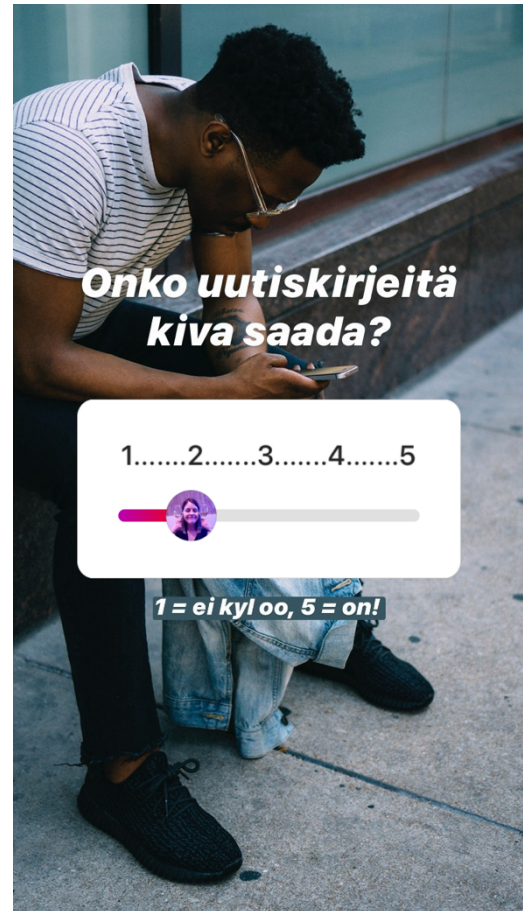 Onko uutiskirjeitä
kiva saada?
1.......2.......3.......4.......5
1 = ei kyl oo, 5 = on!